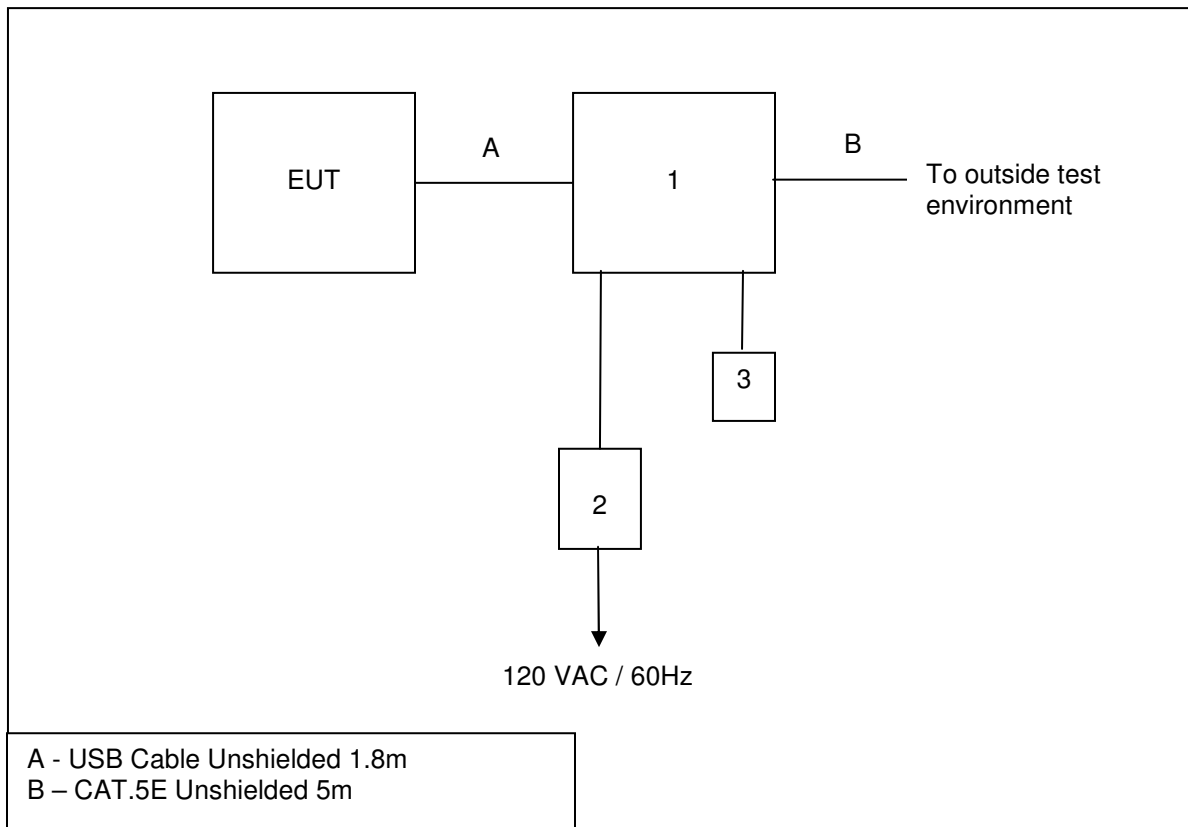 A
B
EUT
1
To outside test
environment
3
2
120 VAC / 60Hz
A - USB Cable Unshielded 1.8m
B – CAT.5E Unshielded 5m